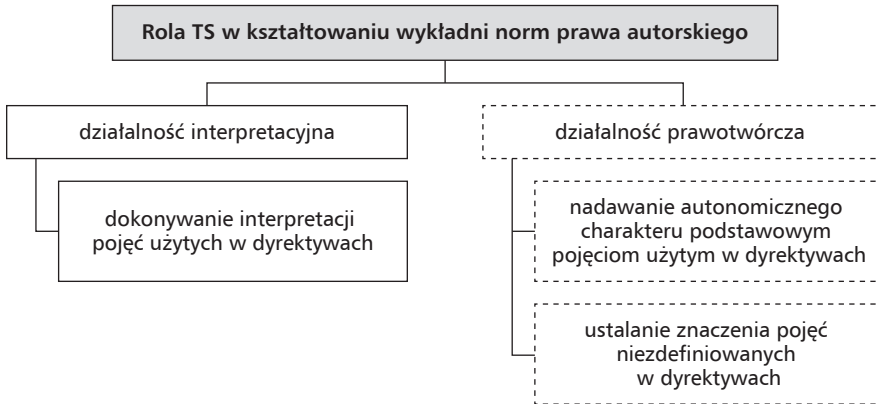 Rola TS w kształtowaniu wykładni norm prawa autorskiego
działalność interpretacyjna
dokonywanie interpretacji
pojęć użytych w dyrektywach
działalność prawotwórcza
nadawanie autonomicznego
charakteru podstawowym
pojęciom użytym w dyrektywach
ustalanie znaczenia pojęć
niezdefiniowanych
w dyrektywach